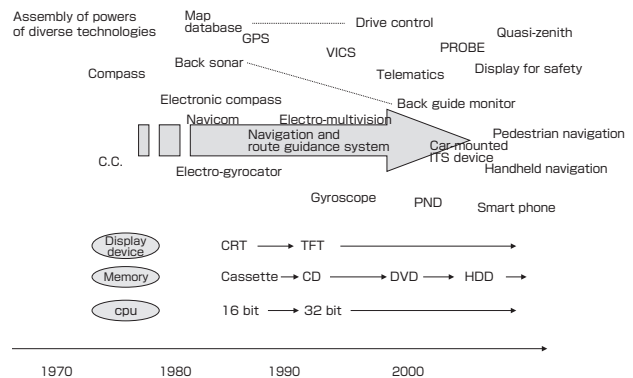 Assembly of powers
of diverse technologies
Map
database
Drive control
GPS
Quasi-zenith
VICS
PROBE
Back sonar
Compass
Telematics
Display for safety
Electronic compass
Back guide monitor
Navicom
Electro-multivision
Navigation and
route guidance system
Pedestrian navigation
Car-mounted
ITS device
C.C.
Electro-gyrocator
Handheld navigation
Gyroscope
PND
Smart phone
Display
device
CRT
TFT
Memory
Cassette
CD
DVD
HDD
cpu
16 bit
32 bit
1970
1980
1990
2000